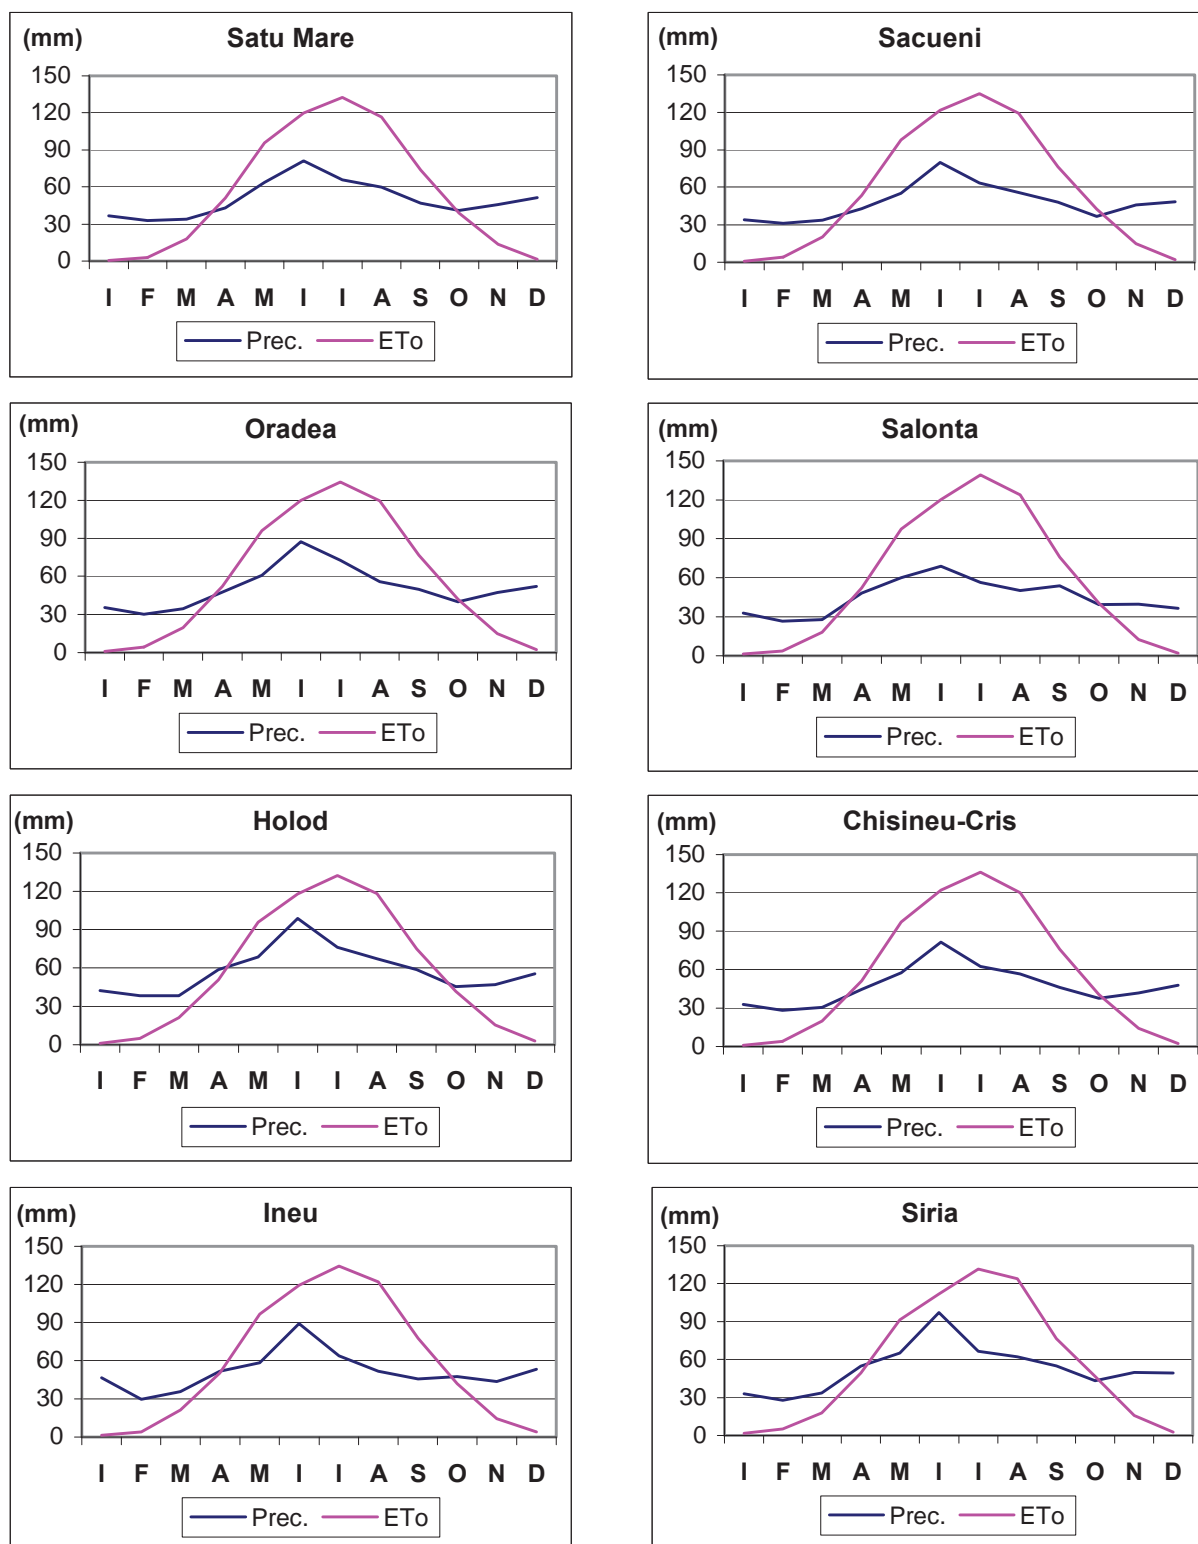 (mm) Satu Mare
150
120
90
60
30
0
I F M A M I I A S O N D
Prec. ETo
(mm) Sacueni
150
120
90
60
30
0
I F M A M I I A S O N D
Prec. ETo
(mm) Oradea
150
120
90
60
30
0
I F M A M I I A S O N D
Prec. ETo
(mm) Salonta
150
120
90
60
30
0
I F M A M I I A S O N D
Prec. ETo
(mm) Holod
150
120
90
60
30
0
I F M A M I I A S O N D
Prec. ETo
(mm) Chisineu-Cris
150
120
90
60
30
0
I F M A M I I A S O N D
Prec. ETo
(mm) Ineu
150
120
90
60
30
0
I F M A M I I A S O N D
Prec. ETo
(mm) Siria
150
120
90
60
30
0
I F M A M I I A S O N D
Prec. ETo